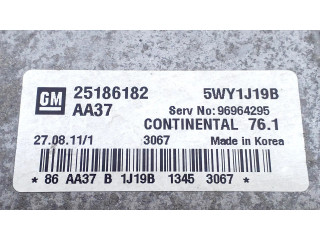 GM 25186182 5WY1J19B
AA37 Serv No: 96964295
CONTINENTAL 76.1
27.08.11/1 3067 Made in Korea
* 86 AA37 B 1J19B 1345 3067 *